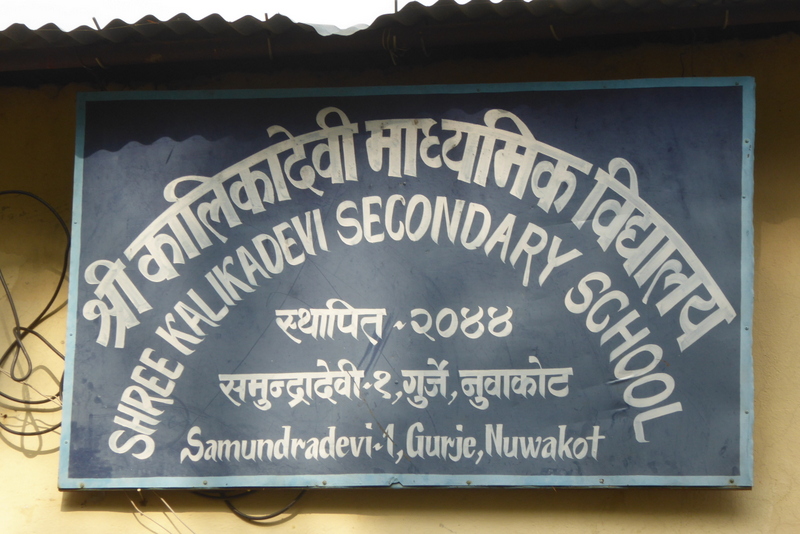 श्री कालिकादेवी माध्यमिक विद्यालय
SHREE KALIKADEVI SECONDARY SCHOOL
स्थापित - २०४४
समुन्द्रादेवी-१,गुर्जे,नुवाकोट
Samundradevi-1,Gurje,Nuwakot